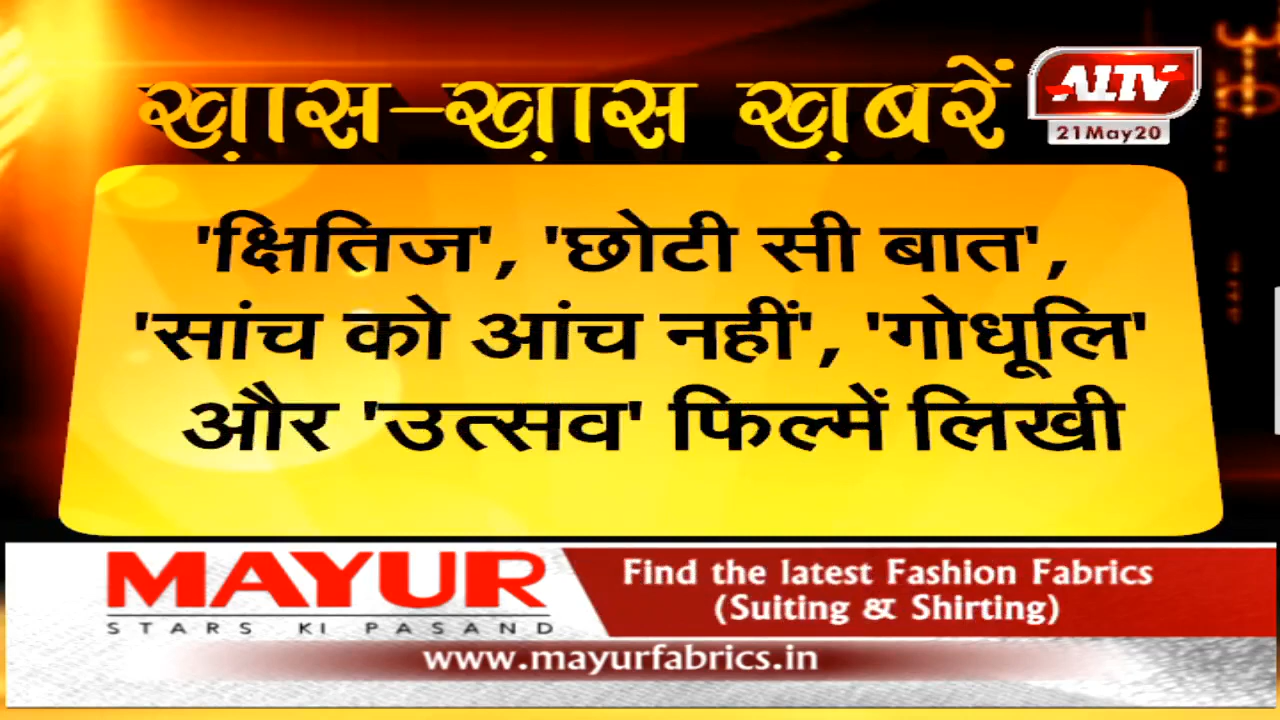 ख़ास-ख़ास ख़बरें
A1TV
21May20
'क्षितिज', 'छोटी सी बात',
'सांच को आंच नहीं', 'गोधूलि'
और 'उत्सव' फिल्में लिखी
MAYUR
STARS KI PASAND
Find the latest Fashion Fabrics
(Suiting & Shirting)
www.mayurfabrics.in